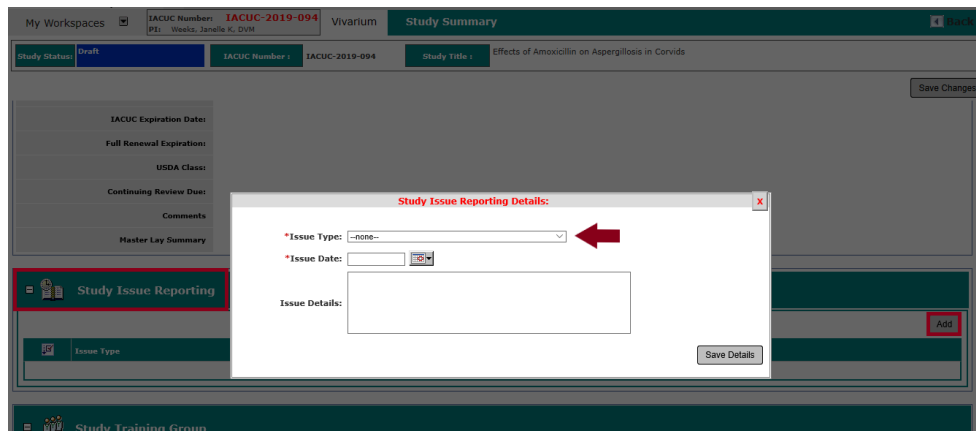 My Workspaces
IACUC Number: IACUC-2019-094
PI: Weeks, Janelle K, DVM
Vivarium
Study Summary
Back
Study Status: Draft
IACUC Number : IACUC-2019-094
Study Title : Effects of Amoxicillin on Aspergillosis in Corvids
Save Changes
IACUC Expiration Date:
Full Renewal Expiration:
USDA Class:
Continuing Review Due:
Comments
Master Lay Summary
Study Issue Reporting Details:
x
*Issue Type: --none--
*Issue Date:
Issue Details:
Save Details
Study Issue Reporting
Add
Issue Type
Study Training Group